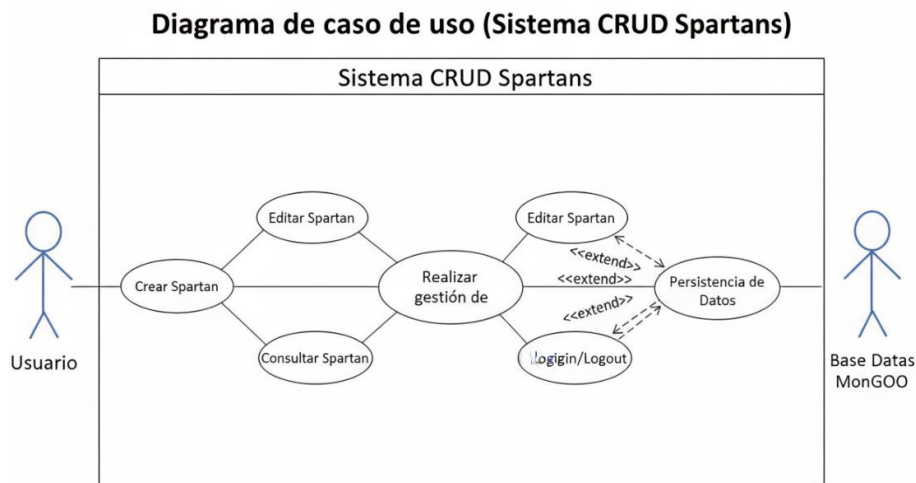 Diagrama de caso de uso (Sistema CRUD Spartans)
Sistema CRUD Spartans
Editar Spartan
Editar Spartan
<<extend>>
Crear Spartan
Realizar
gestión de
<<extend>>
Persistencia de
Datos
<<extend>>
Usuario
Consultar Spartan
Base Datas
MonGOO